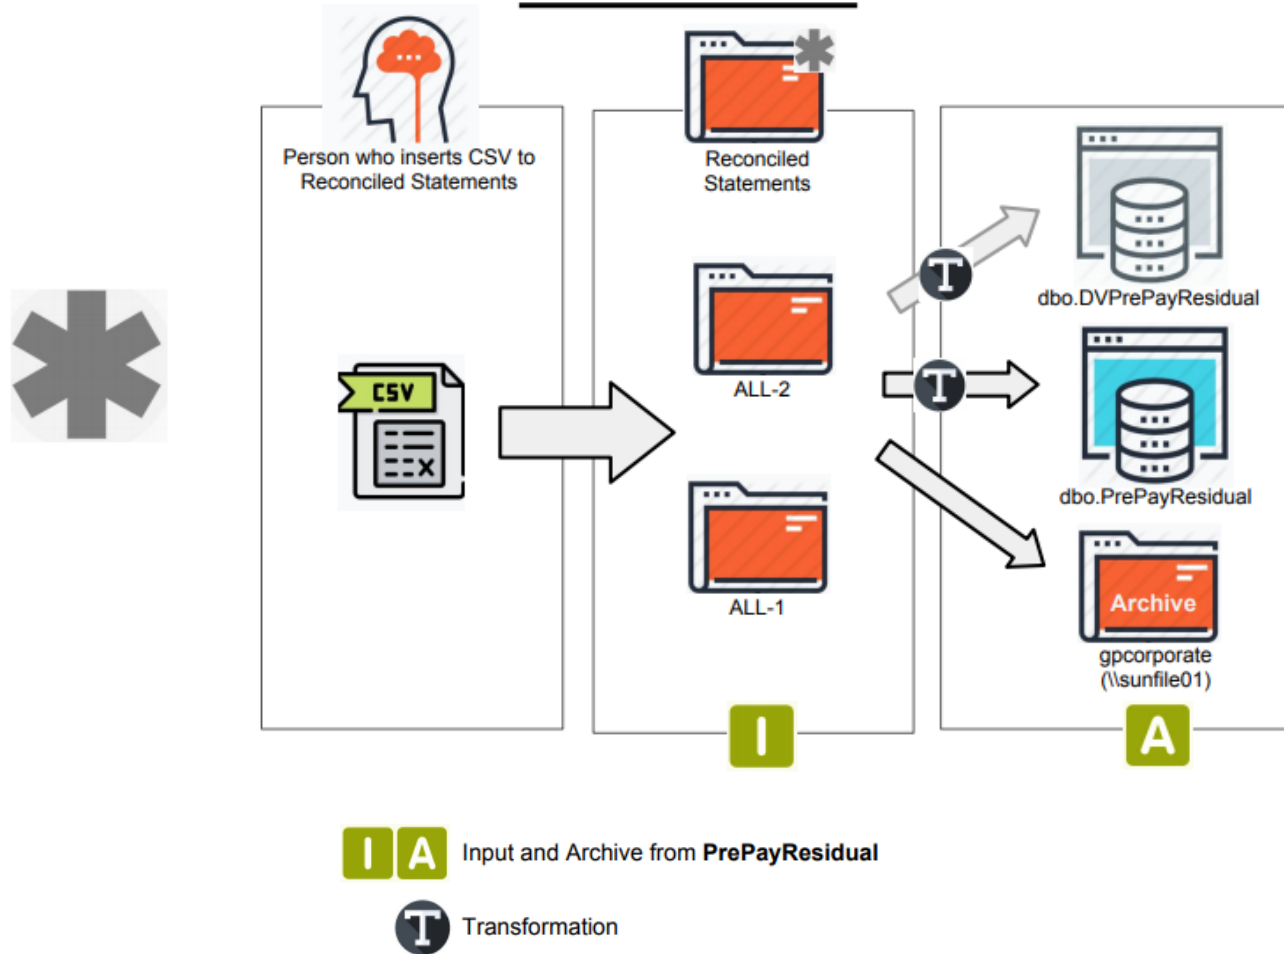 Person who inserts CSV to
Reconciled Statements
CSV
X
Reconciled
Statements
ALL-2
ALL-1
I
T
dbo.DVPrePayResidual
T
dbo.PrePayResidual
Archive
gpcorporate
(\\sunfile01)
A
I A Input and Archive from PrePayResidual
T Transformation